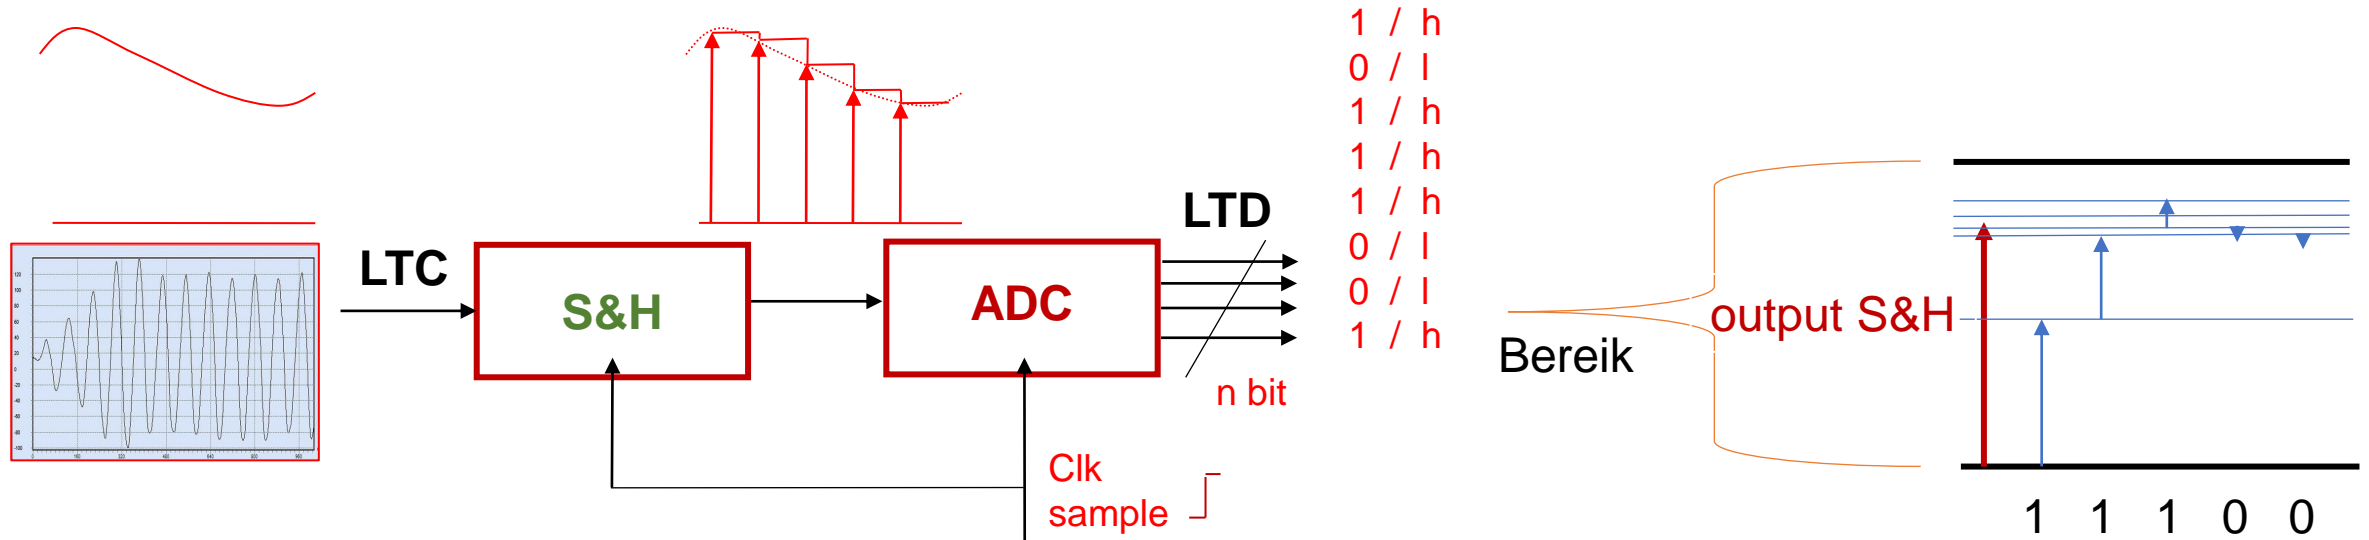 LTC
S&H
ADC
LTD
n bit
Clk
sample
1 / h
0 / l
1 / h
1 / h
1 / h
0 / l
0 / l
1 / h
Bereik
output S&H
1 1 1 0 0